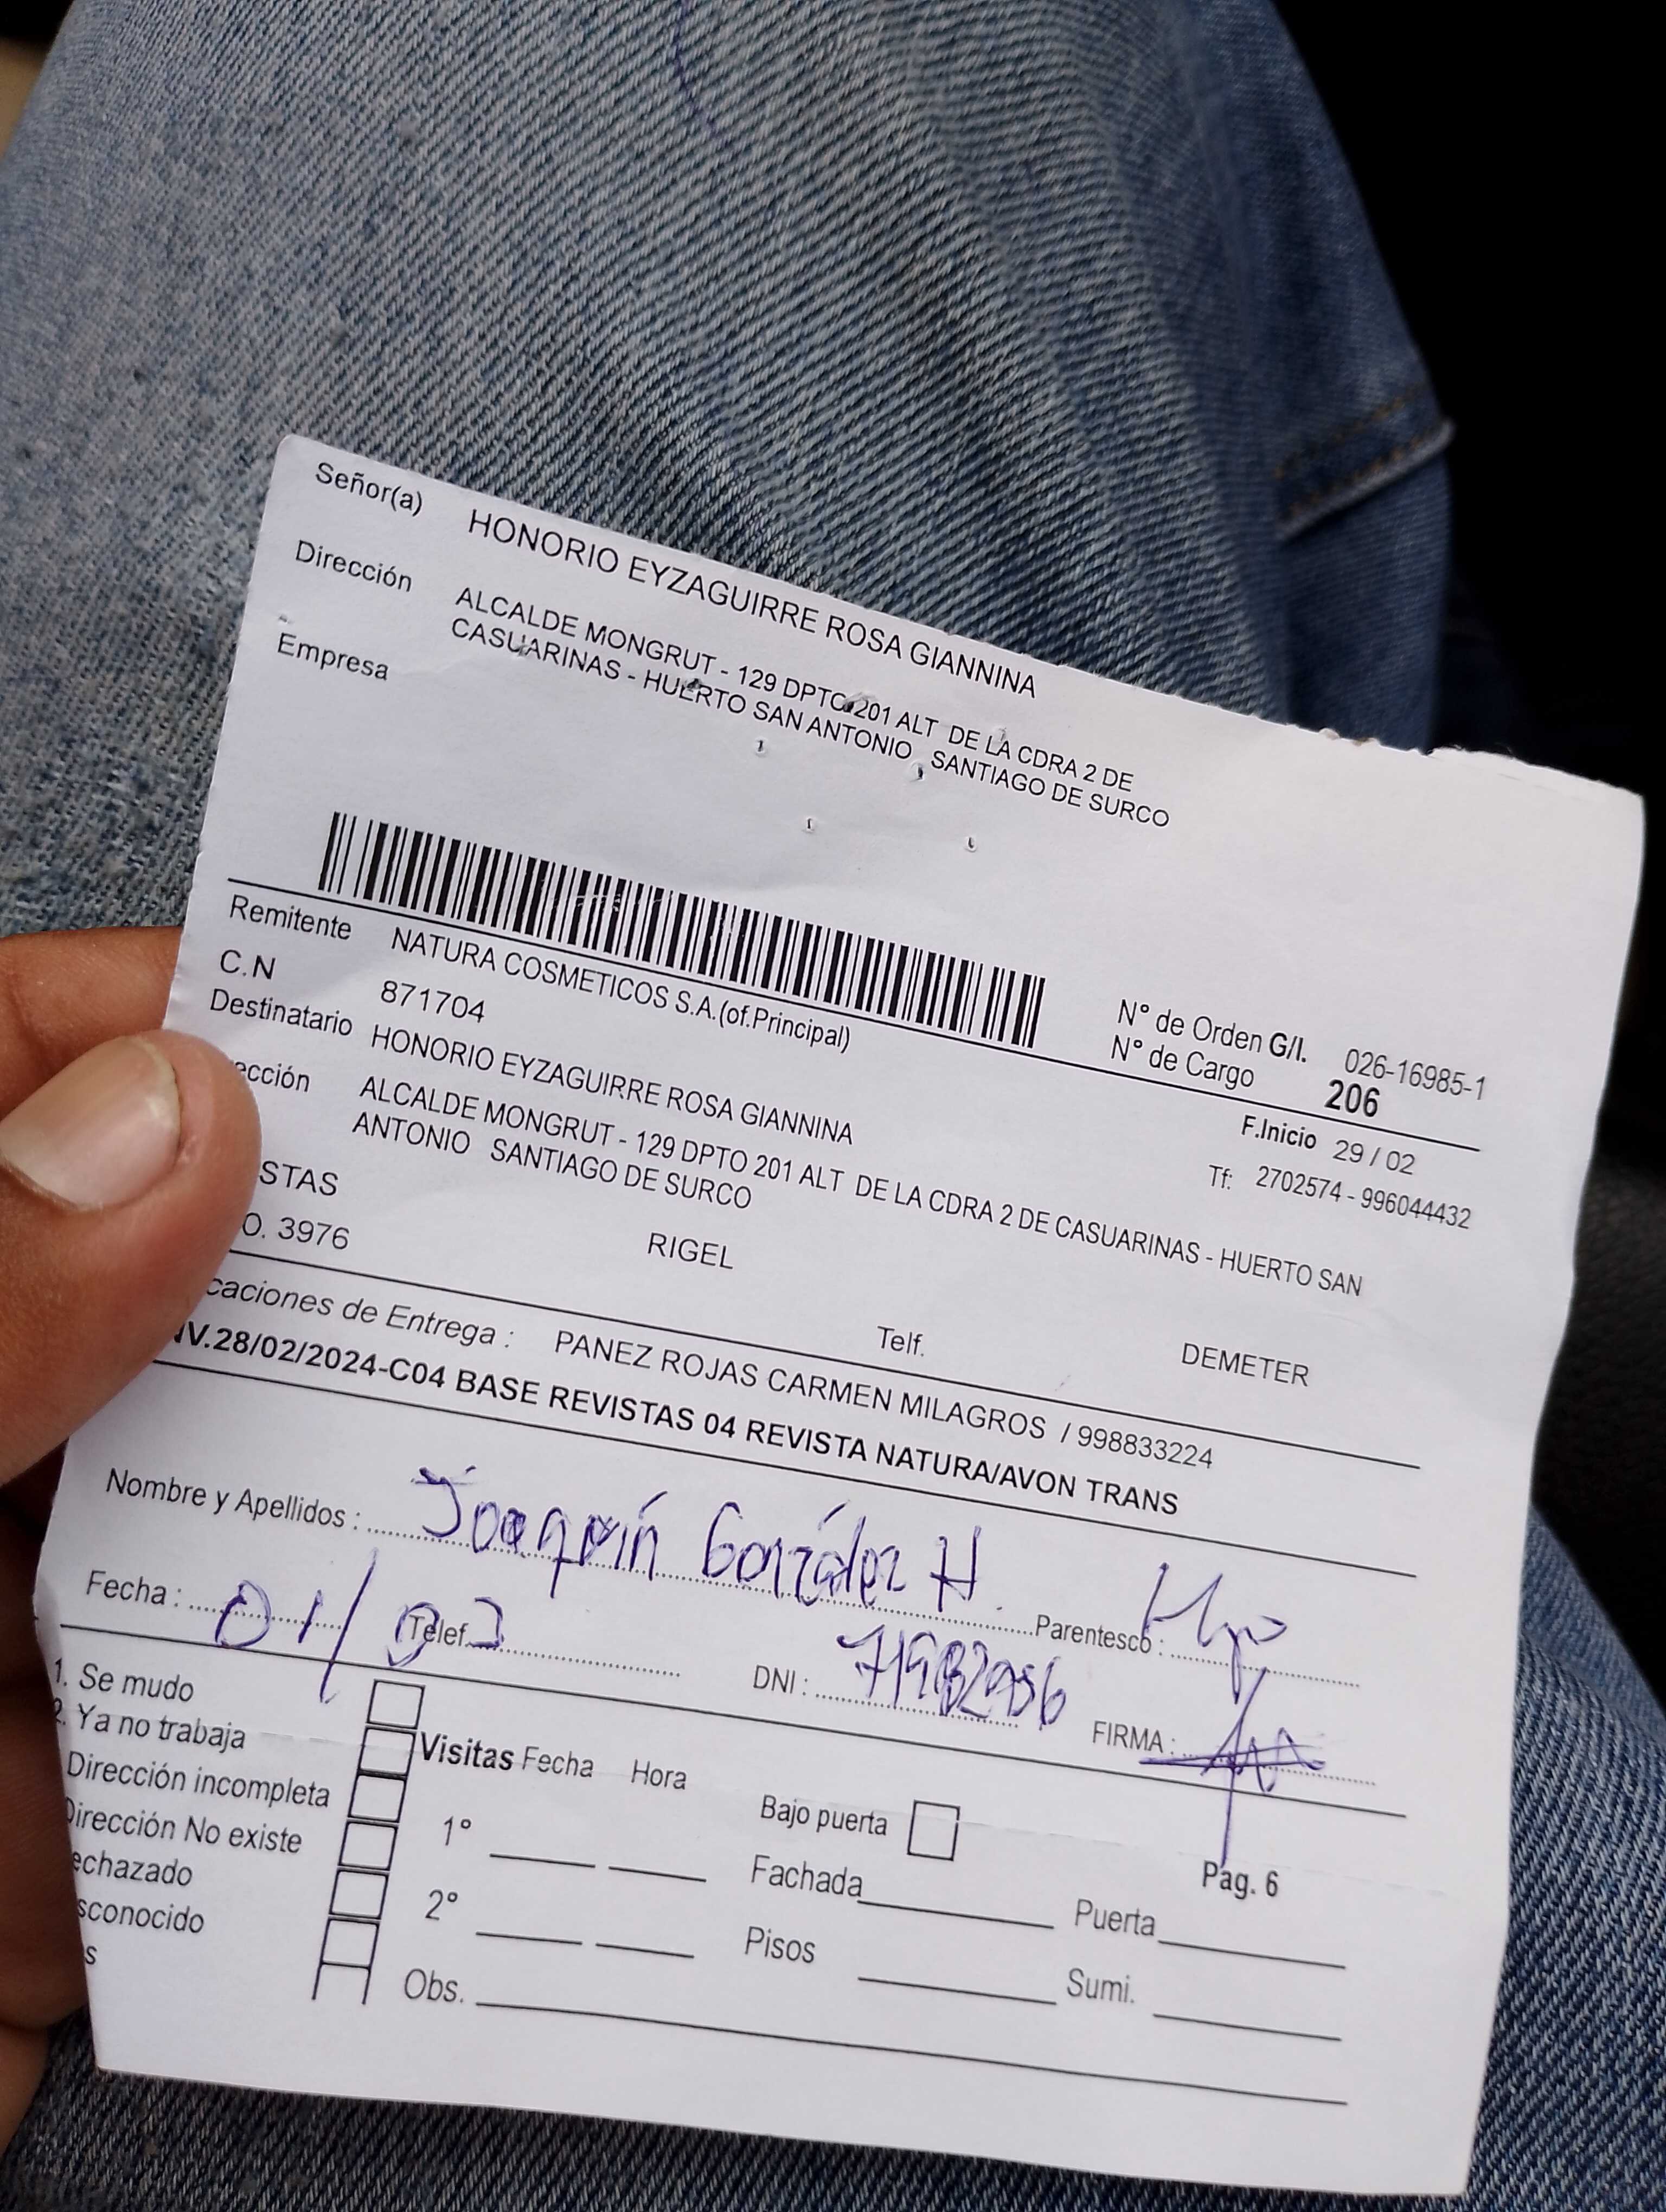 Señor(a) HONORIO EYZAGUIRRE ROSA GIANNINA
Dirección ALCALDE MONGRUT - 129 DPTO 201 ALT DE LA CDRA 2 DE
CASUARINAS - HUERTO SAN ANTONIO SANTIAGO DE SURCO
Empresa
N° de Orden G/I. 026-16985-1
N° de Cargo 206
Remitente NATURA COSMETICOS S.A.(of.Principal)
F.Inicio 29 / 02
C.N 871704
Tf: 2702574 - 996044432
Destinatario HONORIO EYZAGUIRRE ROSA GIANNINA
ección ALCALDE MONGRUT - 129 DPTO 201 ALT DE LA CDRA 2 DE CASUARINAS - HUERTO SAN
ANTONIO SANTIAGO DE SURCO
STAS
O. 3976 RIGEL Telf. DEMETER
caciones de Entrega : PANEZ ROJAS CARMEN MILAGROS / 998833224
NV.28/02/2024-C04 BASE REVISTAS 04 REVISTA NATURA/AVON TRANS
Nombre y Apellidos : Joaquín González H. Parentesco : Hijo
Fecha : 01/03 Telef. DNI : FIRMA :
1. Se mudo
2. Ya no trabaja
Dirección incompleta
Dirección No existe
echazado
sconocido
s
Visitas Fecha Hora
1°
2°
Obs.
Bajo puerta
Pag. 6
Fachada Puerta
Pisos Sumi.